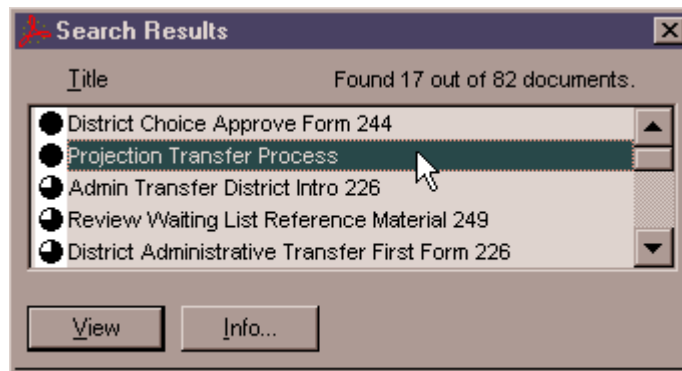 Search Results
Title Found 17 out of 82 documents.
District Choice Approve Form 244
Projection Transfer Process
Admin Transfer District Intro 226
Review Waiting List Reference Material 249
District Administrative Transfer First Form 226
View Info...